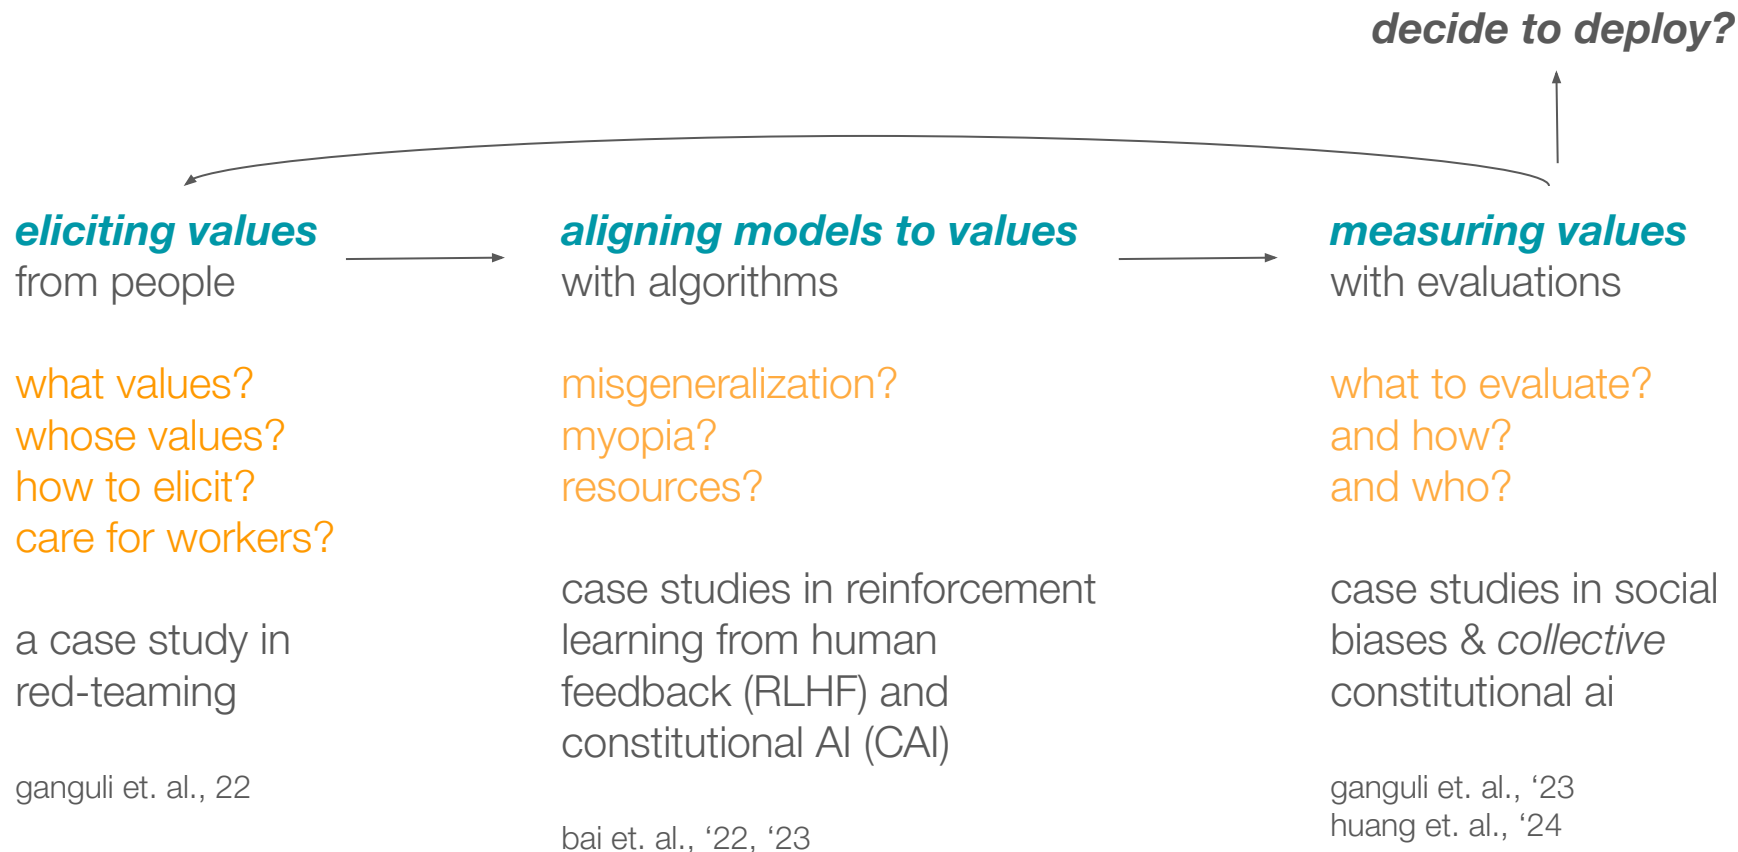 decide to deploy?
eliciting values
from people
what values?
whose values?
how to elicit?
care for workers?
a case study in
red-teaming
ganguli et. al., 22
aligning models to values
with algorithms
misgeneralization?
myopia?
resources?
case studies in reinforcement
learning from human
feedback (RLHF) and
constitutional AI (CAI)
bai et. al., ‘22, ‘23
measuring values
with evaluations
what to evaluate?
and how?
and who?
case studies in social
biases & collective
constitutional ai
ganguli et. al., ‘23
huang et. al., ‘24